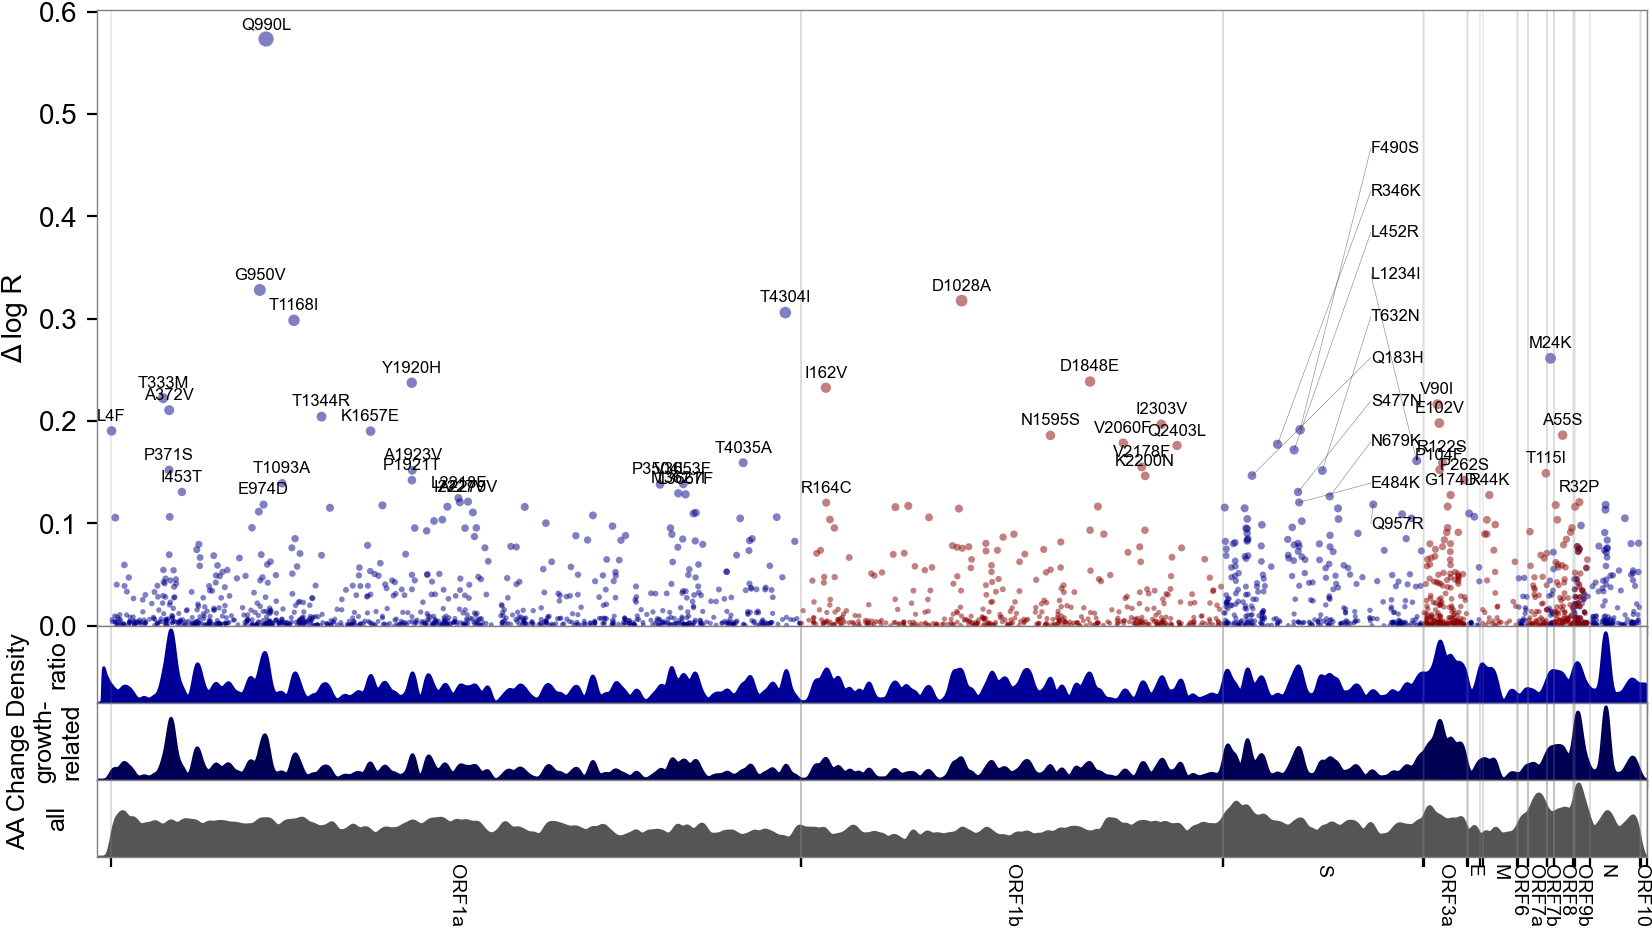 0.6
0.5
0.4
0.3
0.2
0.1
0.0
Δ log R
Q990L
G950V
T1168I
T4304I
D1028A
Y1920H
T333M
A372V
L4F
T1344R
K1657E
I162V
D1848E
N1595S
I2303V
V2060F
Q2403L
V2178F
K2200N
P371S
I453T
T1093A
E974D
A1923V
P1921T
T4035A
R164C
F490S
R346K
L452R
L1234I
T632N
Q183H
S477N
N679K
E484K
Q957R
M24K
V90I
E102V
A55S
R122S
P104F
P262S
G174D
R44K
T115I
R32P
AA Change Density
ratio
growth-
related
all
ORF1a
ORF1b
S
ORF3a
E
M
ORF6
ORF7a
ORF7b
ORF8
ORF9b
N
ORF10